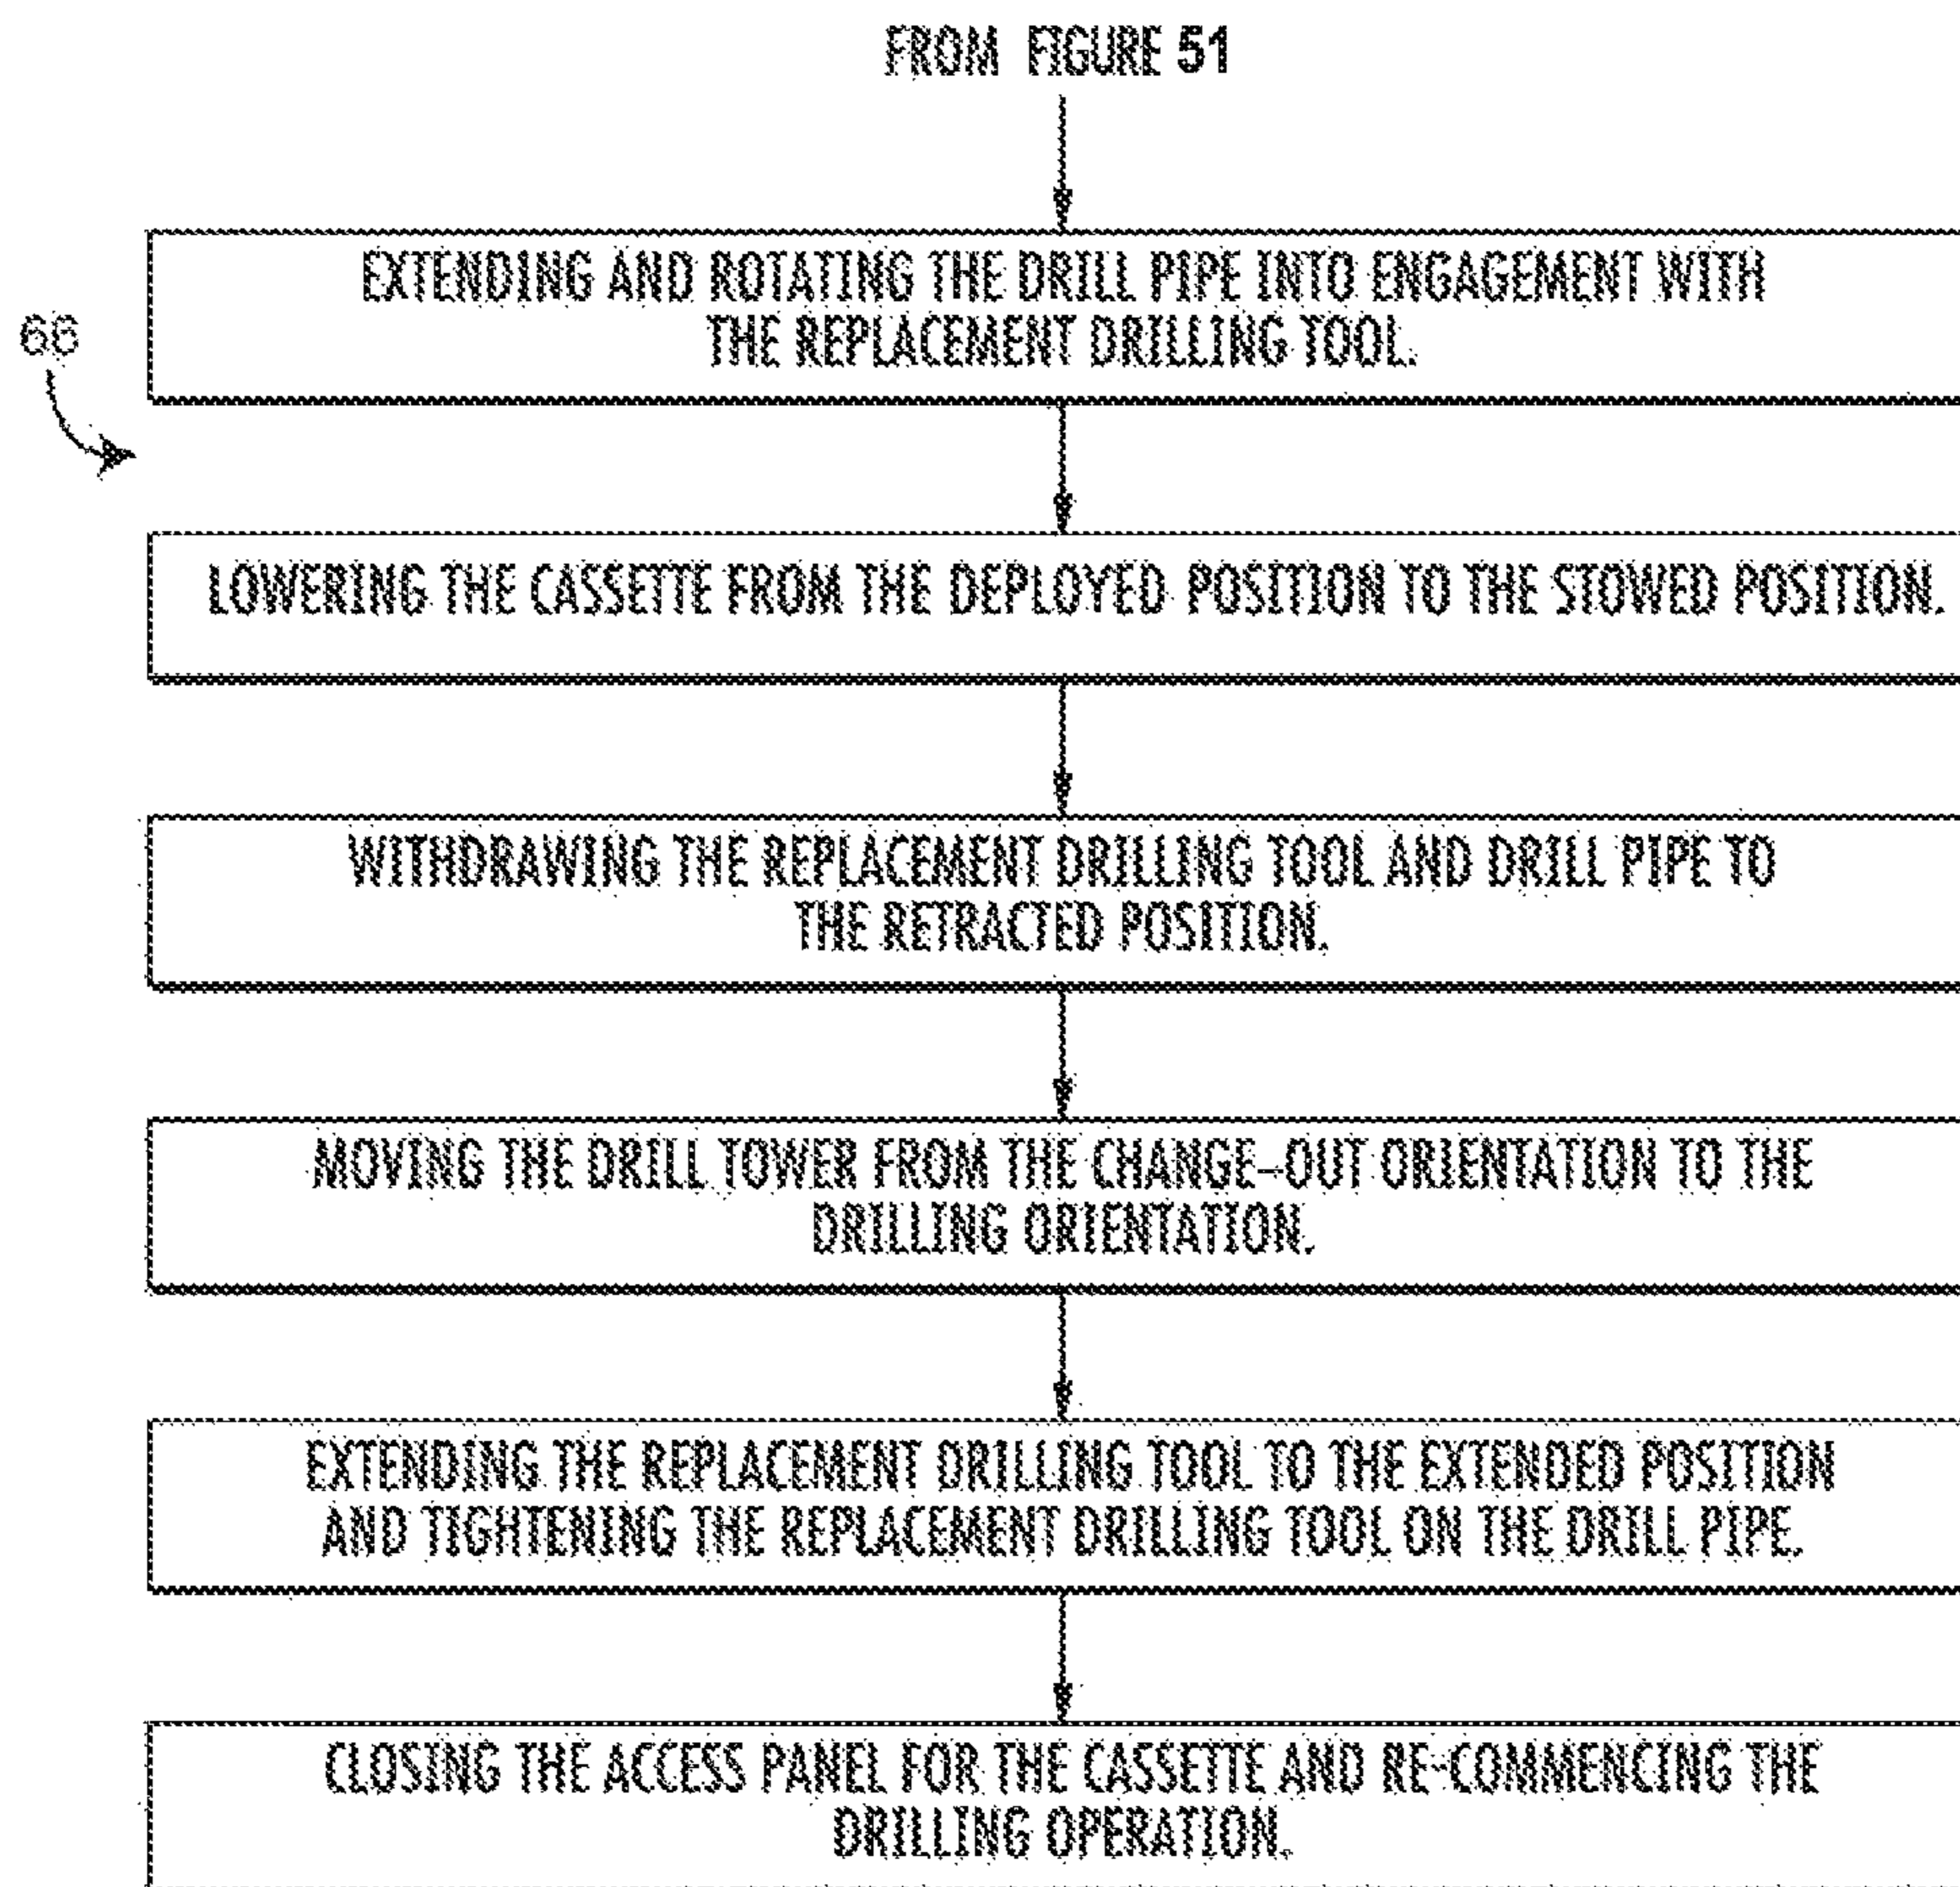 FROM FIGURE 51
EXTENDING AND ROTATING THE DRILL PIPE INTO ENGAGEMENT WITH
THE REPLACEMENT DRILLING TOOL.
66
LOWERING THE CASSETTE FROM THE DEPLOYED POSITION TO THE STOWED POSITION.
WITHDRAWING THE REPLACEMENT DRILLING TOOL AND DRILL PIPE TO
THE RETRACTED POSITION.
MOVING THE DRILL TOWER FROM THE CHANGE-OUT ORIENTATION TO THE
DRILLING ORIENTATION.
EXTENDING THE REPLACEMENT DRILLING TOOL TO THE EXTENDED POSITION
AND TIGHTENING THE REPLACEMENT DRILLING TOOL ON THE DRILL PIPE.
CLOSING THE ACCESS PANEL FOR THE CASSETTE AND RE-COMMENCING THE
DRILLING OPERATION.